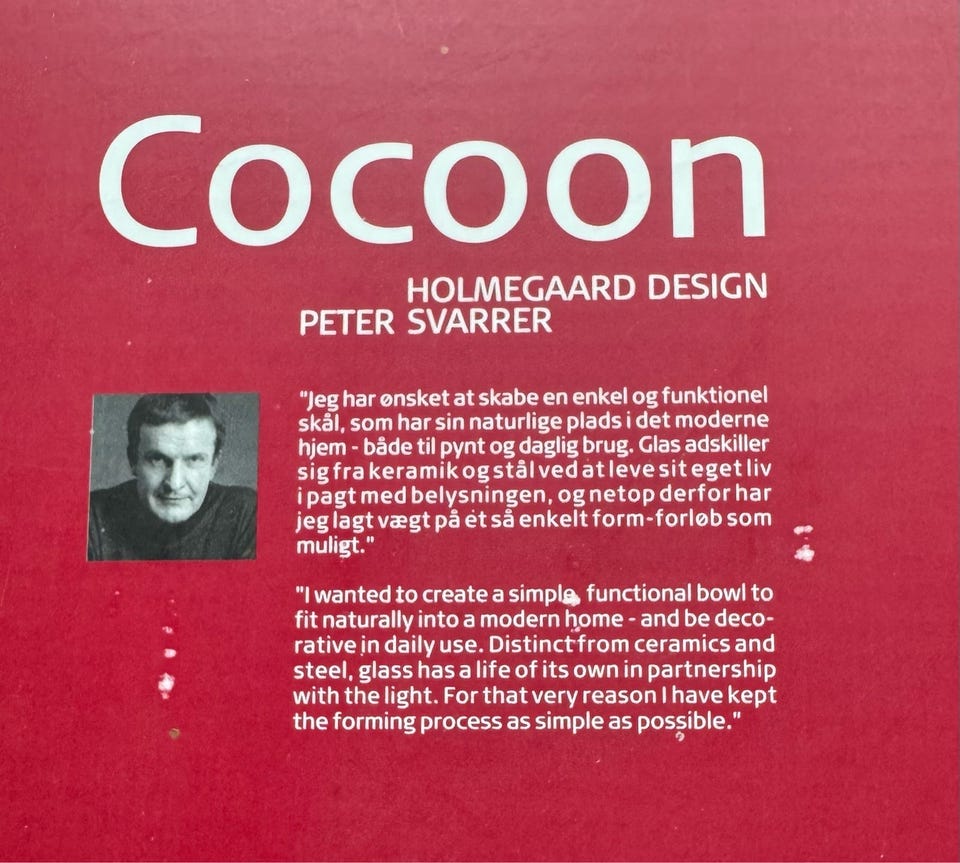 Cocoon
HOLMEGAARD DESIGN
PETER SVARRER
"Jeg har ønsket at skabe en enkel og funktionel
skål, som har sin naturlige plads i det moderne
hjem - både til pynt og daglig brug. Glas adskiller
sig fra keramik og stål ved at leve sit eget liv
i pagt med belysningen, og netop derfor har
jeg lagt vægt på et så enkelt form-forløb som
muligt."
"I wanted to create a simple, functional bowl to
fit naturally into a modern home - and be deco-
rative in daily use. Distinct from ceramics and
steel, glass has a life of its own in partnership
with the light. For that very reason I have kept
the forming process as simple as possible."